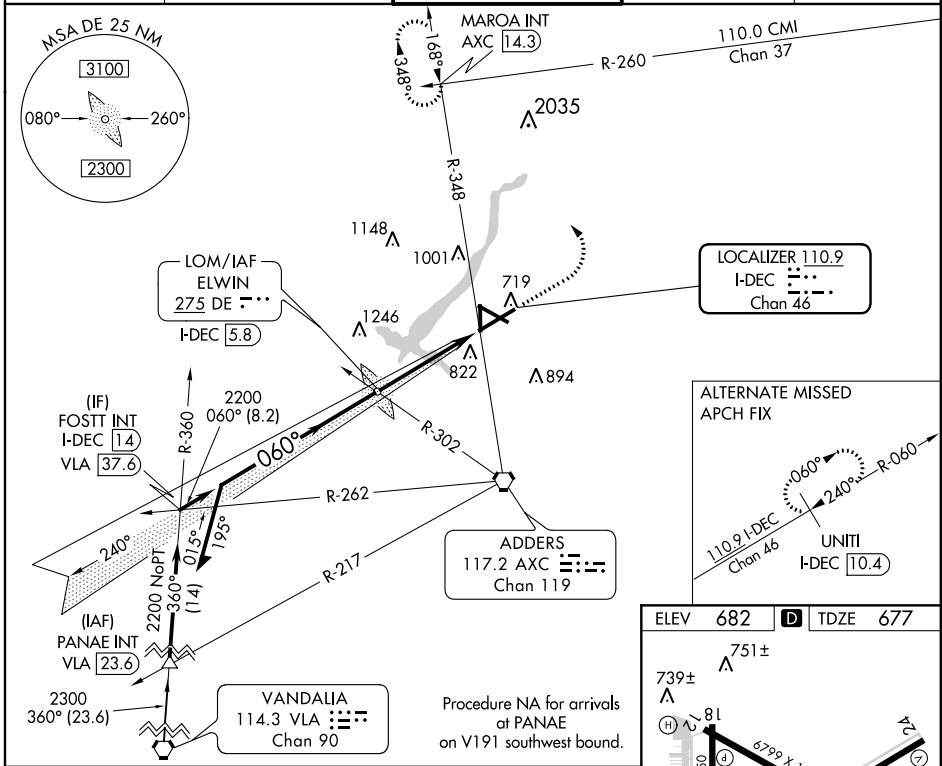 MSA DE 25 NM
3100
080°
260°
2300
MAROA INT
AXC 14.3
168°
348°
110.0 CMI
Chan 37
R-260
2035
R-348
1148
1001
719
LOM/IAF
ELWIN
275 DE
I-DEC 5.8
1246
LOCALIZER 110.9
I-DEC
Chan 46
822
894
(IF)
FOSTT INT
I-DEC 14
VLA 37.6
R-360
2200
060° (8.2)
060°
R-302
R-262
240°
015°
195°
R-217
ADDERS
117.2 AXC
Chan 119
ALTERNATE MISSED
APCH FIX
060°
R-060
240°
110.9 I-DEC
Chan 46
UNITI
I-DEC 10.4
2200 NoPT
360°
(14)
(IAF)
PANAE INT
VLA 23.6
2300
360° (23.6)
VANDALIA
114.3 VLA
Chan 90
Procedure NA for arrivals
at PANAE
on V191 southwest bound.
ELEV 682 D TDZE 677
751±
739±
H
12
18
24
P
A
6799 X